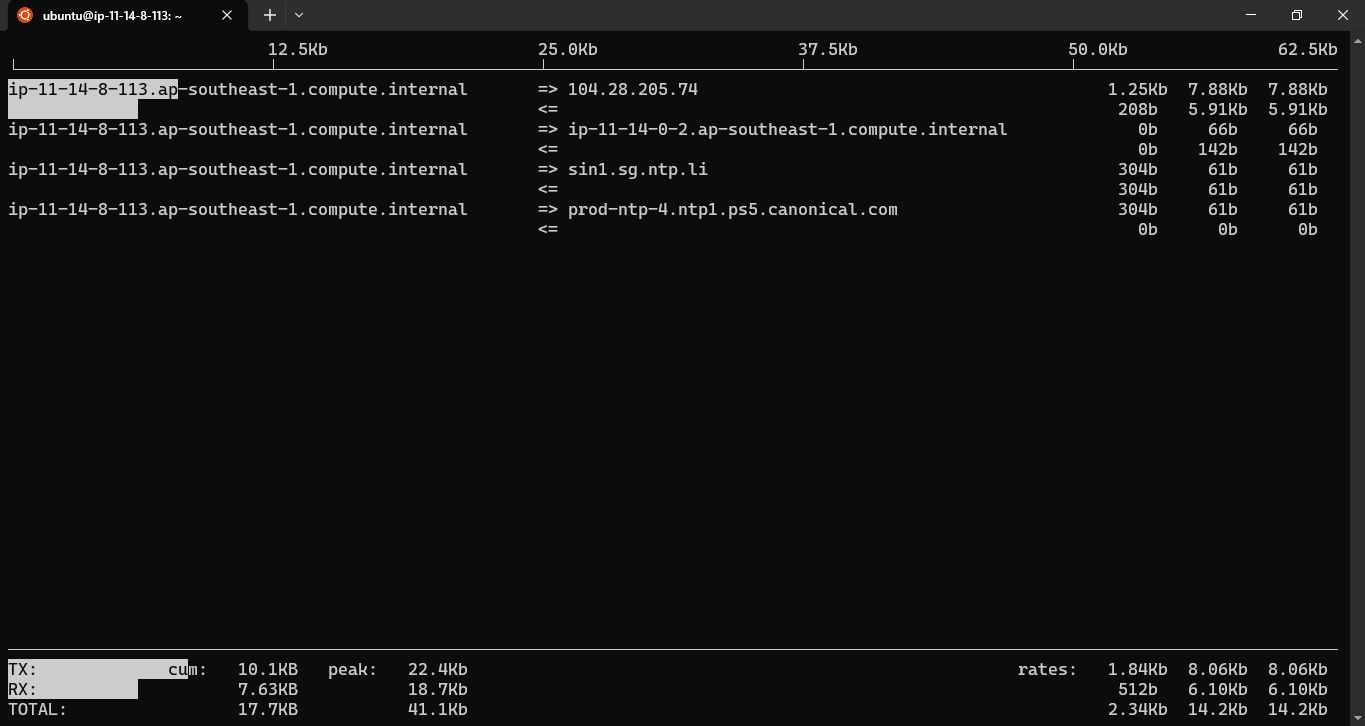 ubuntu@ip-11-14-8-113: ~
12.5Kb 25.0Kb 37.5Kb 50.0Kb 62.5Kb
ip-11-14-8-113.ap-southeast-1.compute.internal => 104.28.205.74 1.25Kb 7.88Kb 7.88Kb
<= 208b 5.91Kb 5.91Kb
ip-11-14-8-113.ap-southeast-1.compute.internal => ip-11-14-0-2.ap-southeast-1.compute.internal 0b 66b 66b
<= 0b 142b 142b
ip-11-14-8-113.ap-southeast-1.compute.internal => sin1.sg.ntp.li 304b 61b 61b
<= 304b 61b 61b
ip-11-14-8-113.ap-southeast-1.compute.internal => prod-ntp-4.ntp1.ps5.canonical.com 304b 61b 61b
<= 0b 0b 0b
TX: cum: 10.1KB peak: 22.4Kb rates: 1.84Kb 8.06Kb 8.06Kb
RX: 7.63KB 18.7Kb 512b 6.10Kb 6.10Kb
TOTAL: 17.7KB 41.1Kb 2.34Kb 14.2Kb 14.2Kb